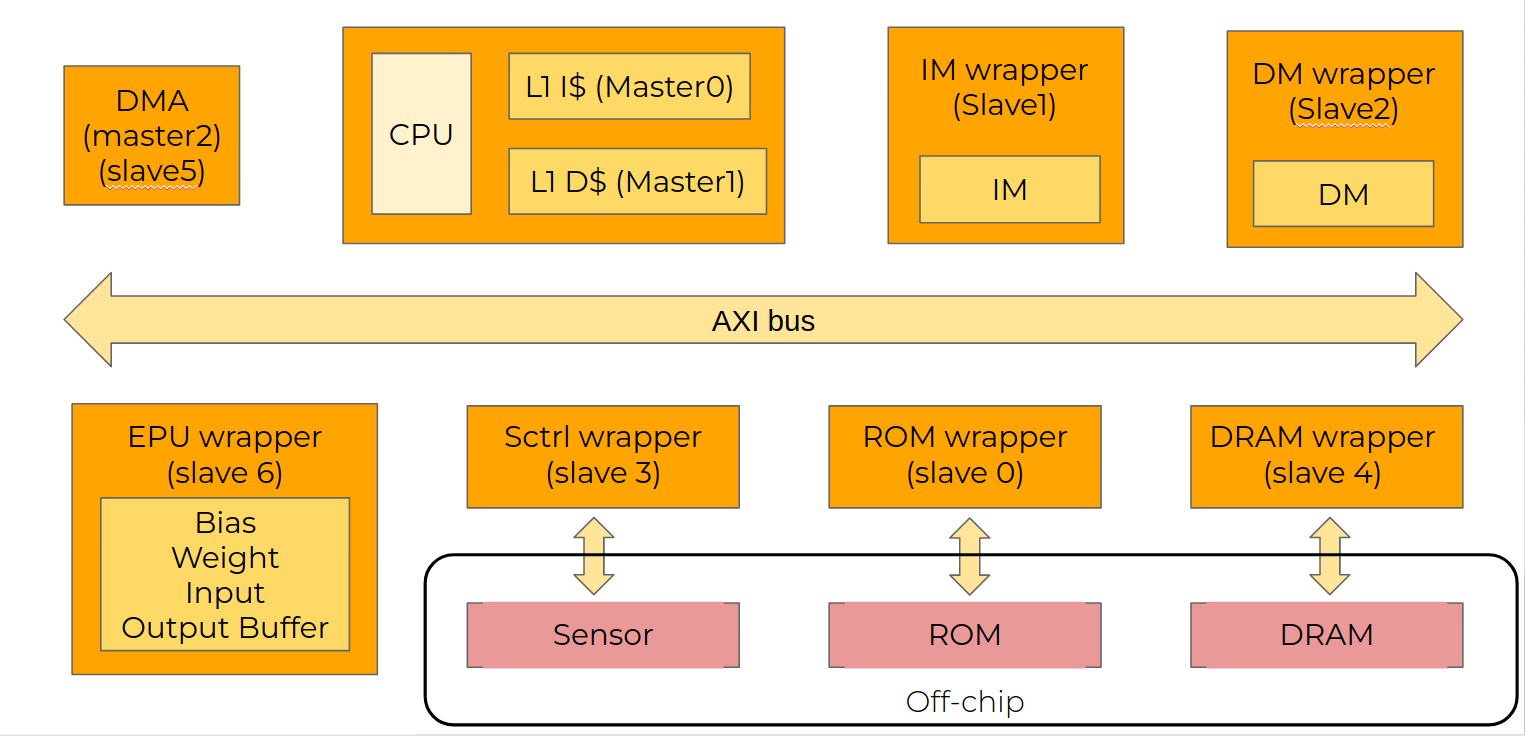 DMA
(master2)
(slave5)
CPU
L1 I$ (Master0)
L1 D$ (Master1)
IM wrapper
(Slave1)
IM
DM wrapper
(Slave2)
DM
AXI bus
EPU wrapper
(slave 6)
Bias
Weight
Input
Output Buffer
Sctrl wrapper
(slave 3)
ROM wrapper
(slave 0)
DRAM wrapper
(slave 4)
Sensor
ROM
DRAM
Off-chip